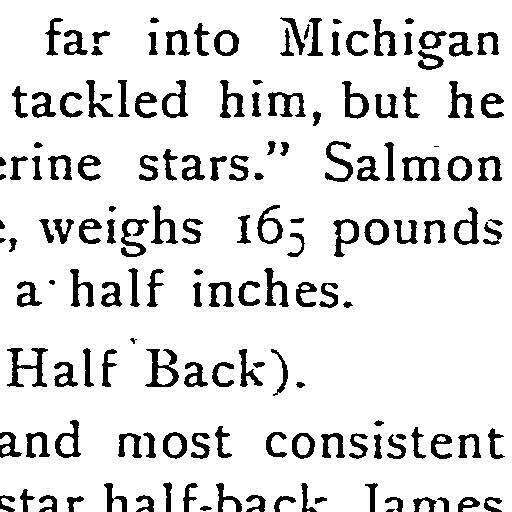 far into Michigan
tackled him, but he
erine stars.” Salmon
e, weighs 165 pounds
a half inches.
Half Back).
and most consistent
star half-back James